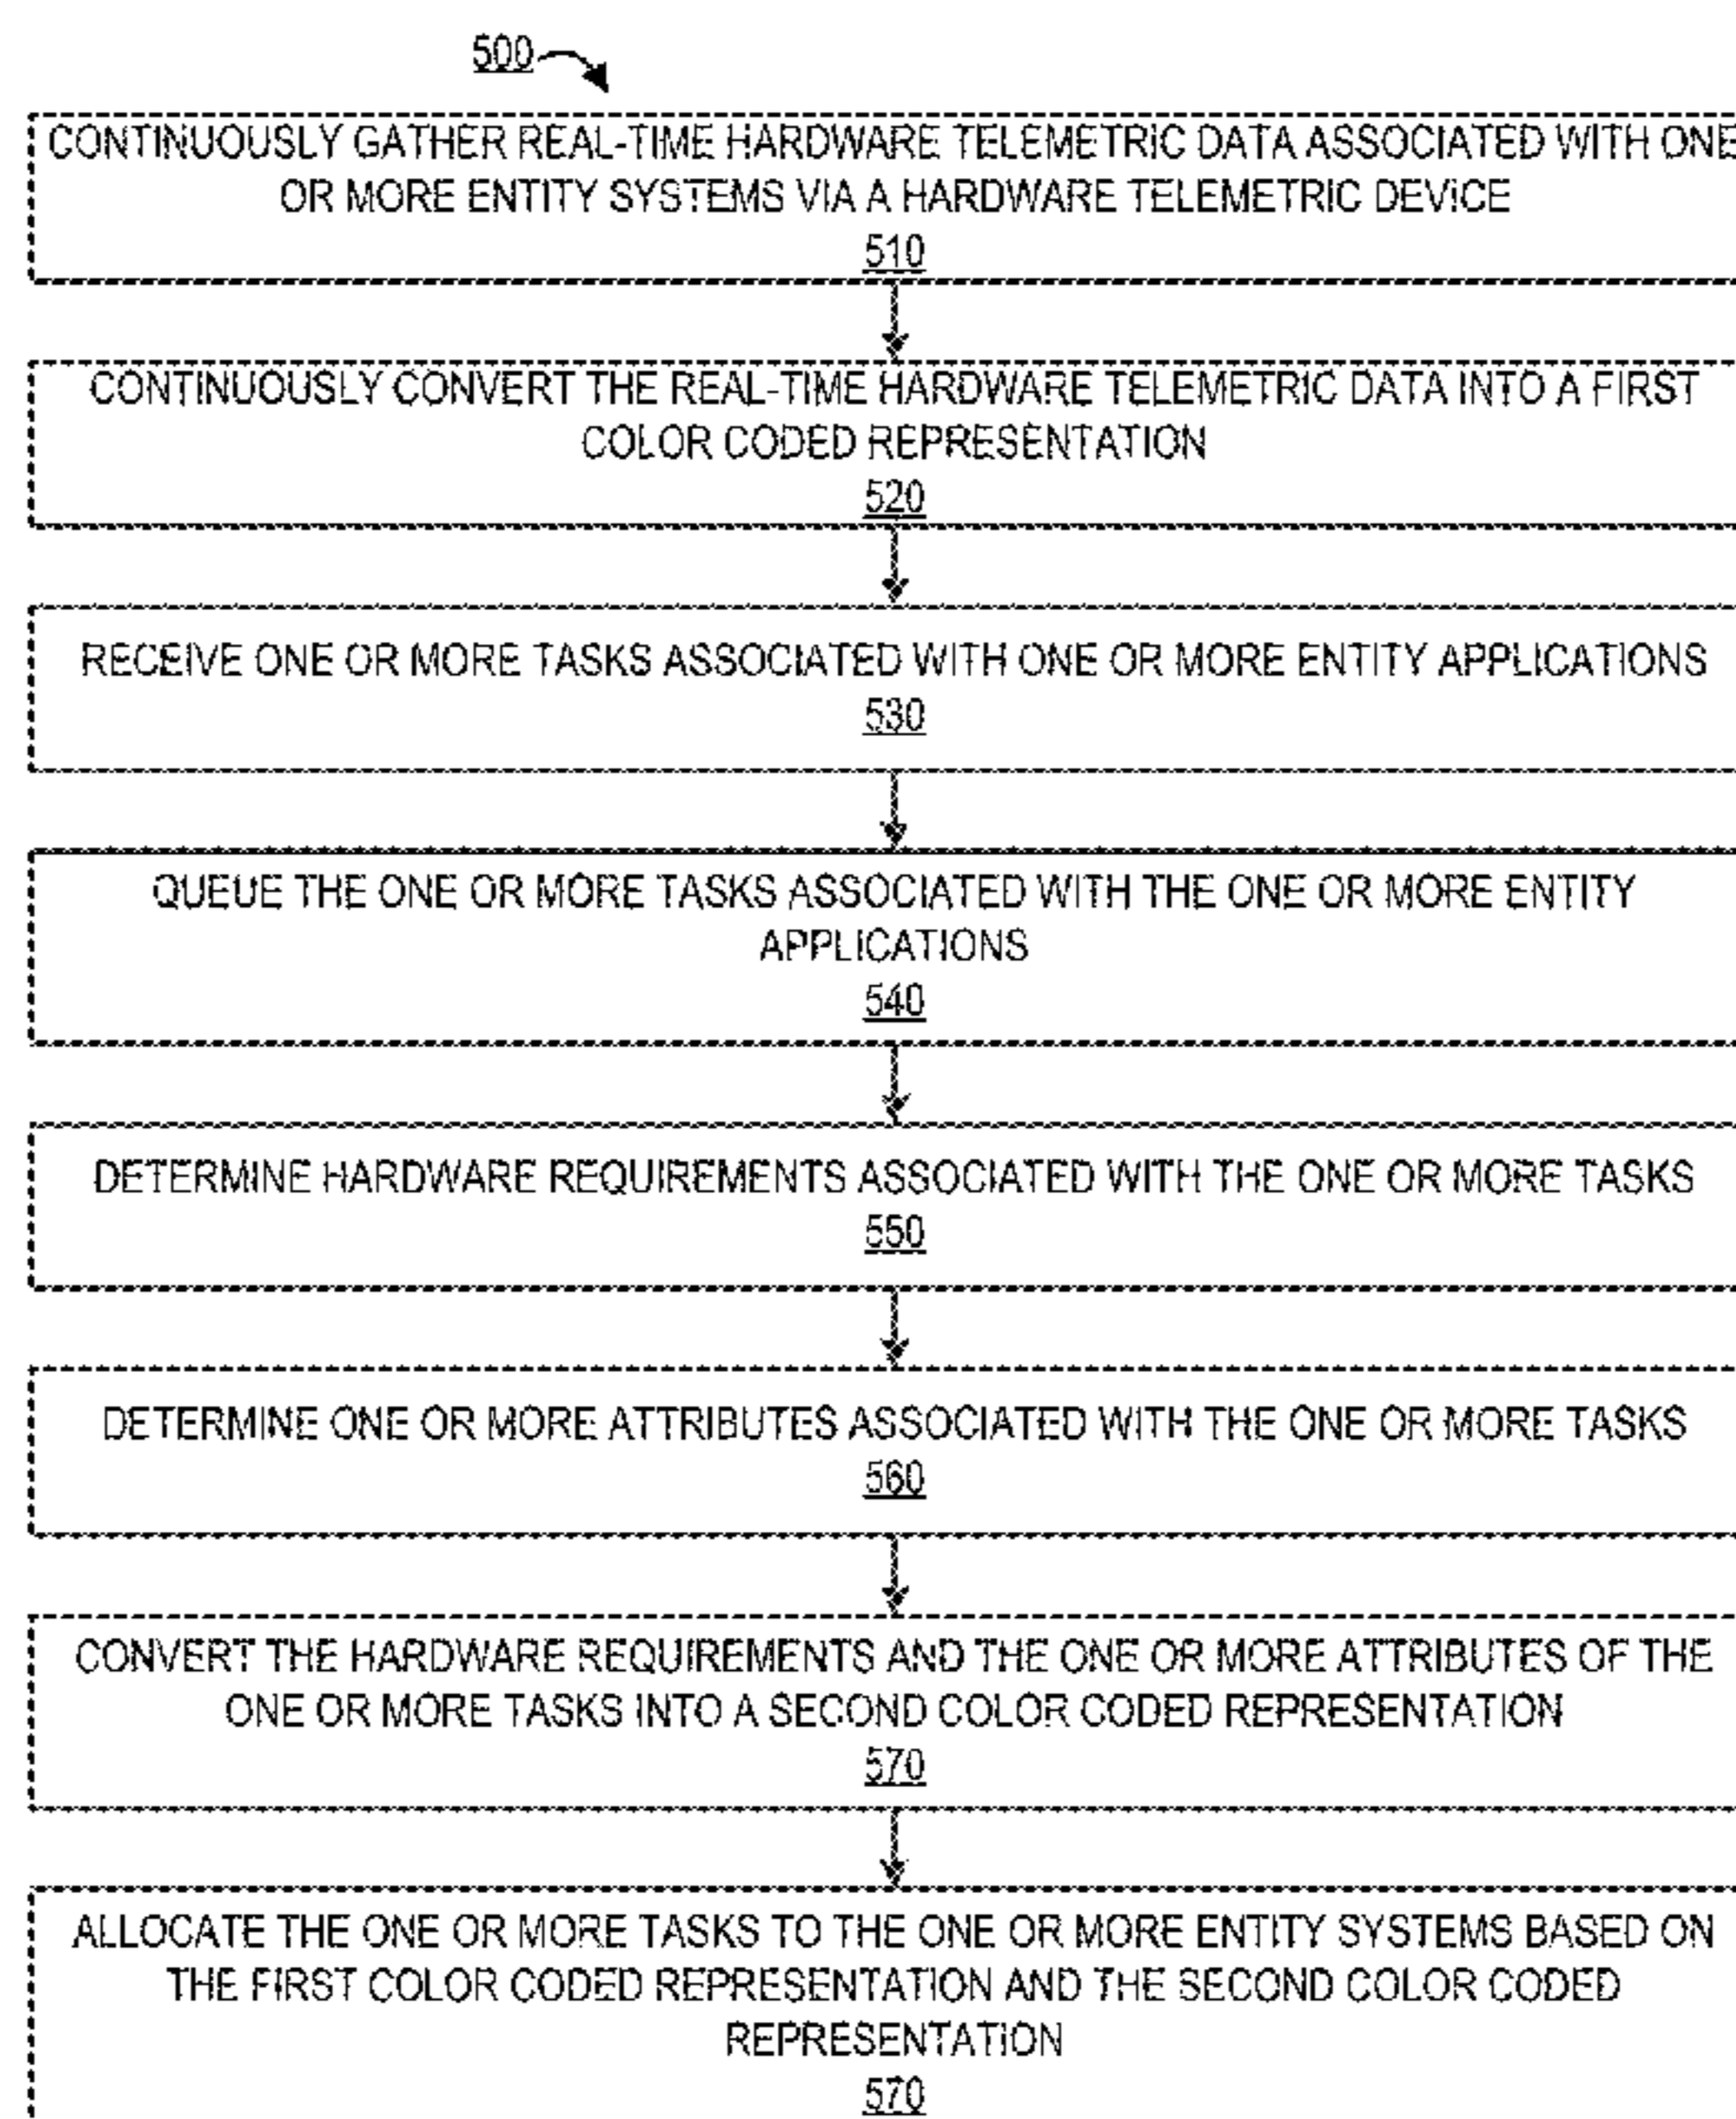 500
CONTINUOUSLY GATHER REAL-TIME HARDWARE TELEMETRIC DATA ASSOCIATED WITH ONE
OR MORE ENTITY SYSTEMS VIA A HARDWARE TELEMETRIC DEVICE
510
CONTINUOUSLY CONVERT THE REAL-TIME HARDWARE TELEMETRIC DATA INTO A FIRST
COLOR CODED REPRESENTATION
520
RECEIVE ONE OR MORE TASKS ASSOCIATED WITH ONE OR MORE ENTITY APPLICATIONS
530
QUEUE THE ONE OR MORE TASKS ASSOCIATED WITH THE ONE OR MORE ENTITY
APPLICATIONS
540
DETERMINE HARDWARE REQUIREMENTS ASSOCIATED WITH THE ONE OR MORE TASKS
550
DETERMINE ONE OR MORE ATTRIBUTES ASSOCIATED WITH THE ONE OR MORE TASKS
560
CONVERT THE HARDWARE REQUIREMENTS AND THE ONE OR MORE ATTRIBUTES OF THE
ONE OR MORE TASKS INTO A SECOND COLOR CODED REPRESENTATION
570
ALLOCATE THE ONE OR MORE TASKS TO THE ONE OR MORE ENTITY SYSTEMS BASED ON
THE FIRST COLOR CODED REPRESENTATION AND THE SECOND COLOR CODED
REPRESENTATION
570